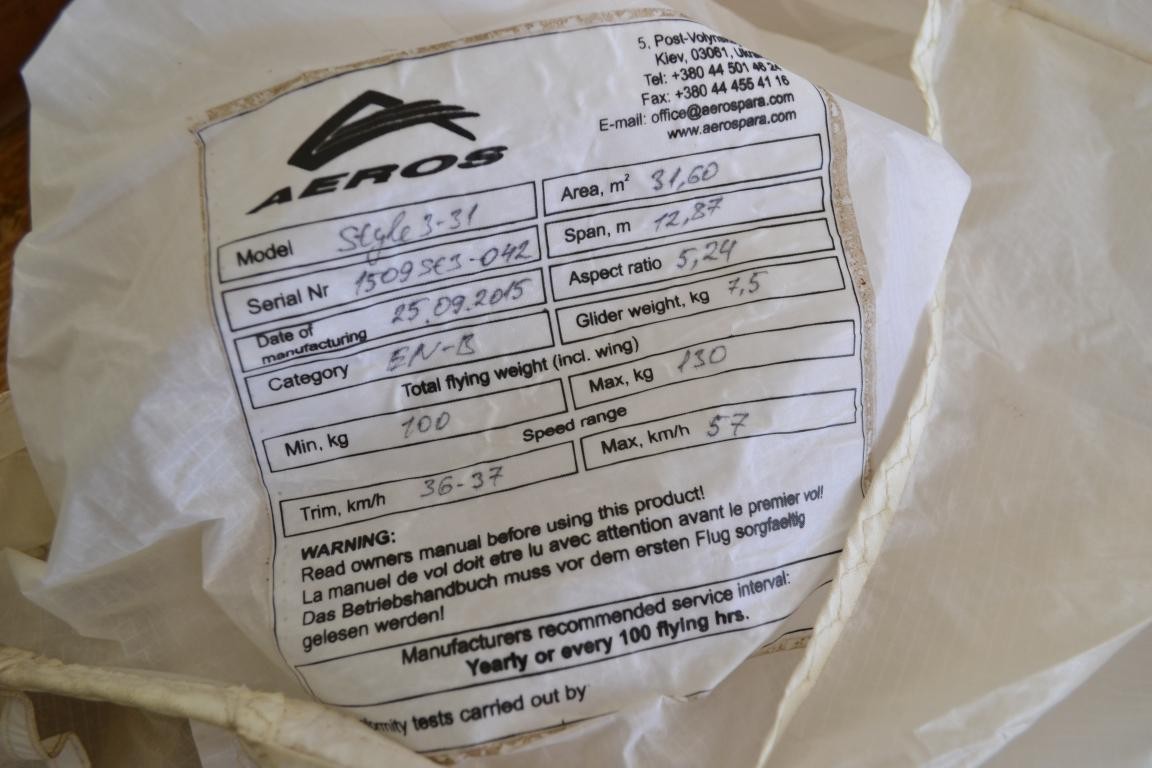 5, Post-Volyns
Kiev, 03061, Ukra
Tel: +380 44 501 46 24
Fax: +380 44 455 41 16
E-mail: office@aerospara.com
www.aerospara.com
AEROS
Model Style 3-31
Area, m² 31,60
Serial Nr 1509SE3-042
Span, m 12,87
Date of manufacturing 25.09.2015
Aspect ratio 5,24
Category EN-B
Glider weight, kg 7,5
Total flying weight (incl. wing)
Min, kg 100
Max, kg 130
Speed range
Trim, km/h 36-37
Max, km/h 57
WARNING:
Read owners manual before using this product!
La manuel de vol doit etre lu avec attention avant le premier vol!
Das Betriebshandbuch muss vor dem ersten Flug sorgfaeltig
gelesen werden!
Manufacturers recommended service interval:
Yearly or every 100 flying hrs.
ormity tests carried out by